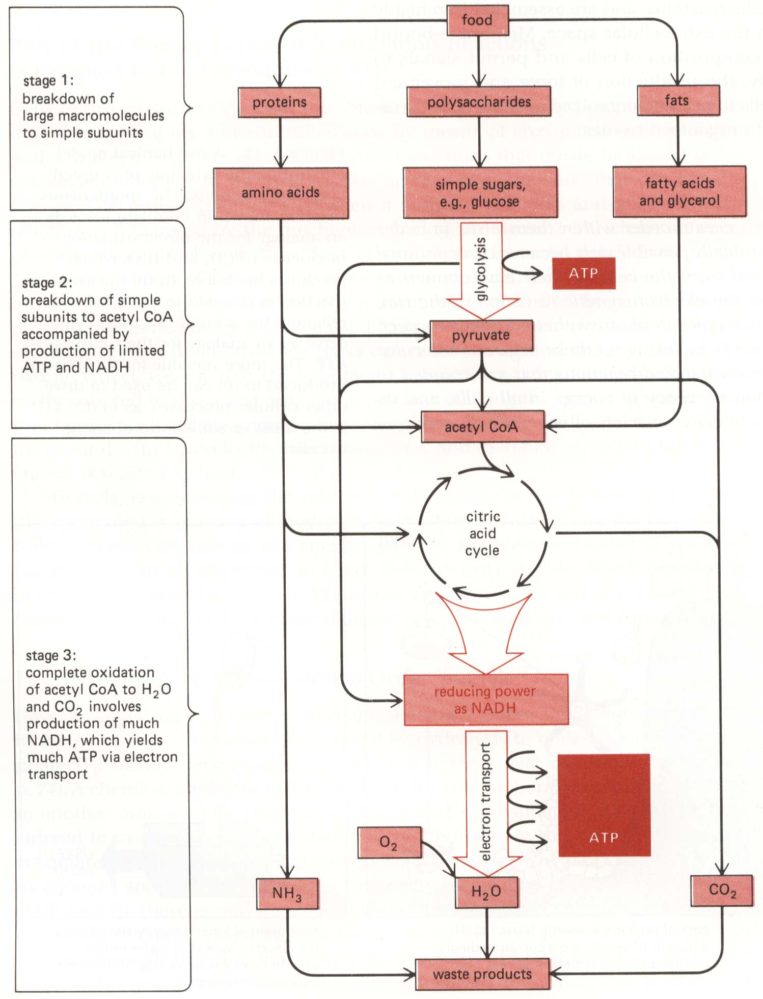 food
proteins
polysaccharides
fats
stage 1:
breakdown of
large macromolecules
to simple subunits
amino acids
simple sugars,
e.g., glucose
fatty acids
and glycerol
glycolysis
ATP
stage 2:
breakdown of simple
subunits to acetyl CoA
accompanied by
production of limited
ATP and NADH
pyruvate
acetyl CoA
citric
acid
cycle
stage 3:
complete oxidation
of acetyl CoA to H₂O
and CO₂ involves
production of much
NADH, which yields
much ATP via electron
transport
reducing power
as NADH
electron transport
ATP
O₂
NH₃
H₂O
CO₂
waste products